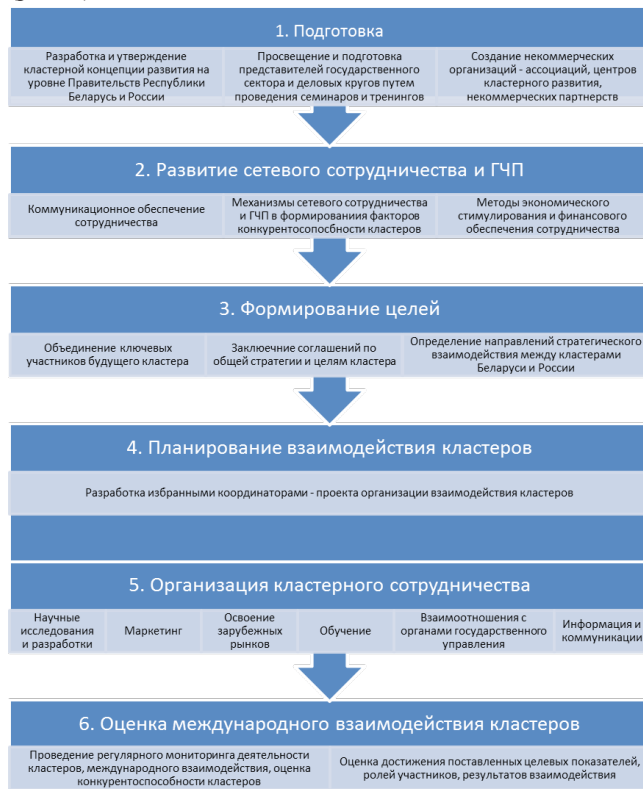 1. Подготовка
Разработка и утверждение
кластерной концепции развития на
уровне Правительств Республики
Беларусь и России
Просвещение и подготовка
представителей государственного
сектора и деловых кругов путем
проведения семинаров и тренингов
Создание некоммерческих
организаций - ассоциаций, центров
кластерного развития,
некоммерческих партнерств
2. Развитие сетевого сотрудничества и ГЧП
Коммуникационное обеспечение
сотрудничества
Механизмы сетевого сотрудничества
и ГЧП в формированиия факторов
конкурентосопосбности кластеров
Методы экономического
стимулирования и финансового
обеспечения сотрудничества
3. Формирование целей
Объединение ключевых
участников будущего кластера
Заклюечние соглашений по
общей стратегии и целям кластера
Определение направлений стратегического
взаимодействия между кластерами
Беларуси и России
4. Планирование взаимодействия кластеров
Разработка избранными координаторами - проекта организации взаимодействия кластеров
5. Организация кластерного сотрудничества
Научные
исследования
и разработки
Маркетинг
Освоение
зарубежных
рынков
Обучение
Взаимоотношения с
органами государственного
управления
Информация и
коммуникации
6. Оценка международного взаимодействия кластеров
Проведение регулярного мониторинга деятельности
кластеров, международного взаимодействия, оценка
конкурентоспособности кластеров
Оценка достижения поставленных целевых показателей,
ролей участников, результатов взаимодействия